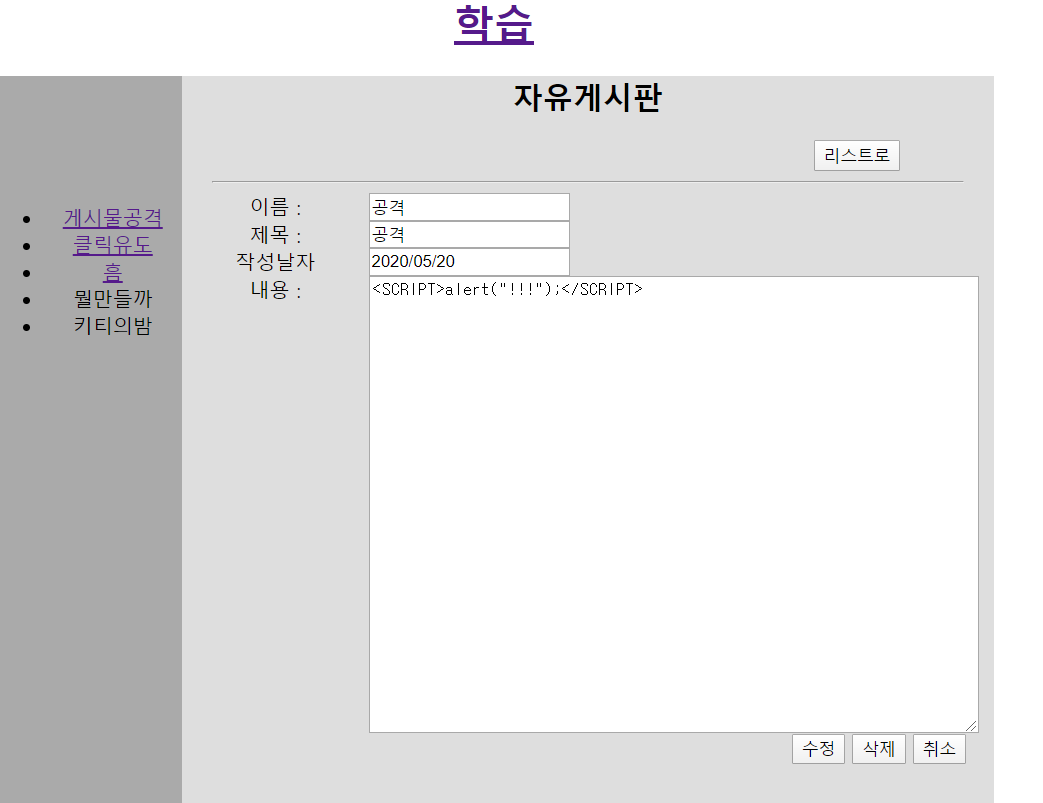 학습
자유게시판
리스트로
게시물공격
클릭유도
흠
뭘만들까
키티의밤
이름 : 공격
제목 : 공격
작성날자 2020/05/20
내용 : <SCRIPT>alert("!!!");</SCRIPT>
수정 삭제 취소